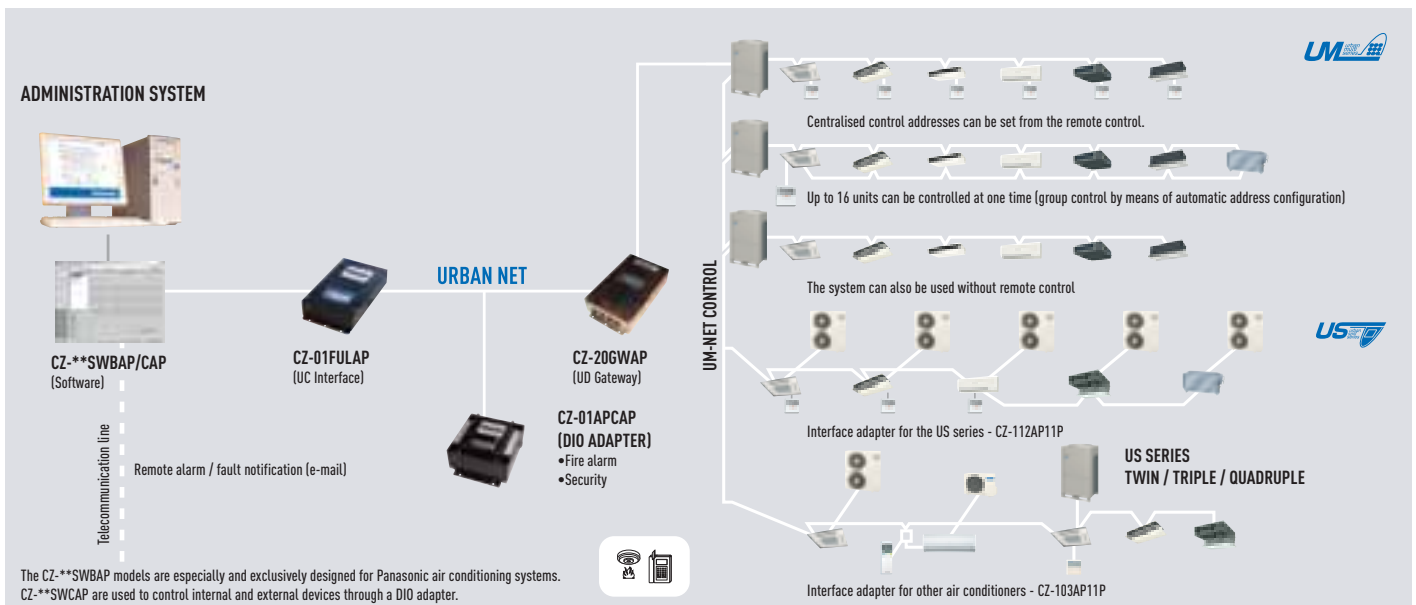 ADMINISTRATION SYSTEM
CZ-**SWBAP/CAP
(Software)
Telecommunication line
Remote alarm / fault notification (e-mail)
The CZ-**SWBAP models are especially and exclusively designed for Panasonic air conditioning systems.
CZ-**SWCAP are used to control internal and external devices through a DIO adapter.
CZ-01FULAP
(UC Interface)
URBAN NET
CZ-01APCAP
(DIO ADAPTER)
•Fire alarm
•Security
CZ-20GWAP
(UD Gateway)
UM-NET CONTROL
UM
Centralised control addresses can be set from the remote control.
Up to 16 units can be controlled at one time (group control by means of automatic address configuration)
The system can also be used without remote control
US
Interface adapter for the US series - CZ-112AP11P
US SERIES
TWIN / TRIPLE / QUADRUPLE
Interface adapter for other air conditioners - CZ-103AP11P